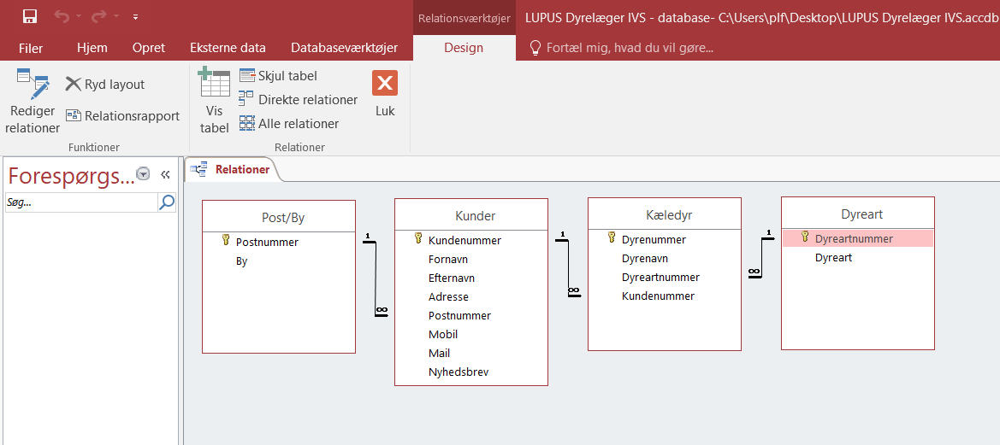 Relationsværktøjer
LUPUS Dyrelæger IVS - database- C:\Users\plf\Desktop\LUPUS Dyrelæger IVS.accdb
Filer
Hjem
Opret
Eksterne data
Databaseværktøjer
Design
Fortæl mig, hvad du vil gøre...
Rediger
relationer
Ryd layout
Relationsrapport
Funktioner
Vis
tabel
Skjul tabel
Direkte relationer
Alle relationer
Luk
Relationer
Forespørgs...
«
Søg...
Relationer
Post/By
Postnummer
By
1
∞
Kunder
Kundenummer
Fornavn
Efternavn
Adresse
Postnummer
Mobil
Mail
Nyhedsbrev
1
∞
Kæledyr
Dyrenummer
Dyrenavn
Dyreartnummer
Kundenummer
1
∞
Dyreart
Dyreartnummer
Dyreart